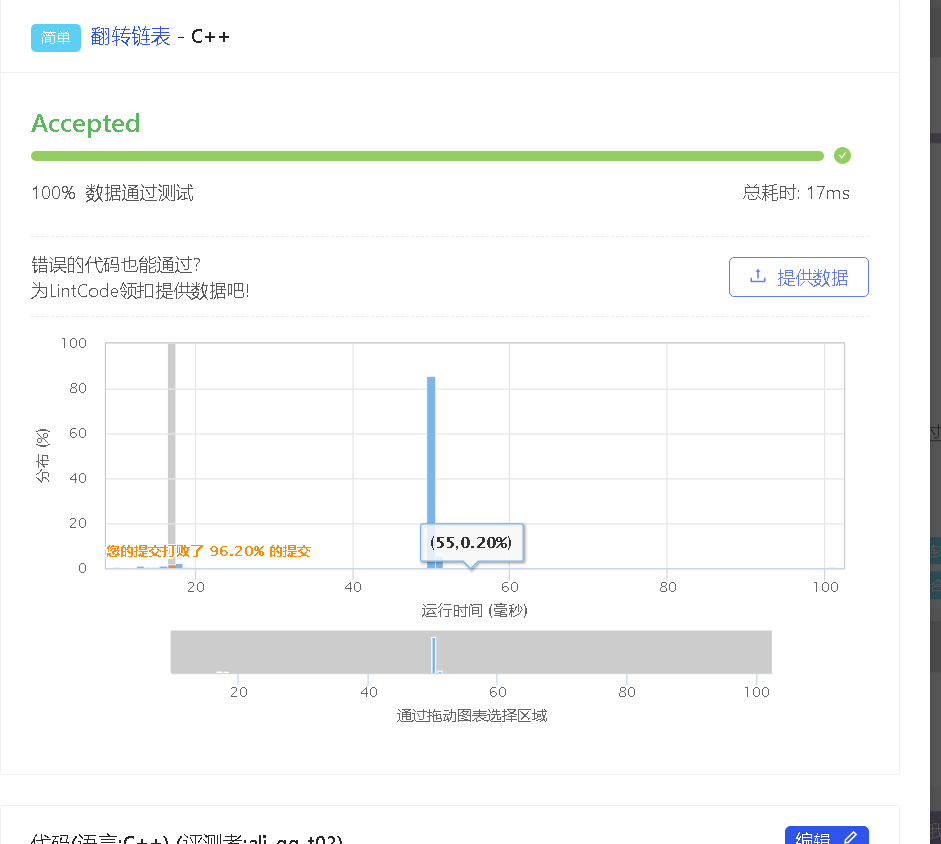 简单 翻转链表 - C++
Accepted
100% 数据通过测试 总耗时: 17ms
错误的代码也能通过?
为LintCode领扣提供数据吧!
提供数据
100
80
60
40
20
0
分布 (%)
(55,0.20%)
您的提交打败了 96.20% 的提交
20 40 60 80 100
运行时间 (毫秒)
20 40 60 80 100
通过拖动图表选择区域
代码(语言:C++) (评测者:ali-qq-t02)
编辑